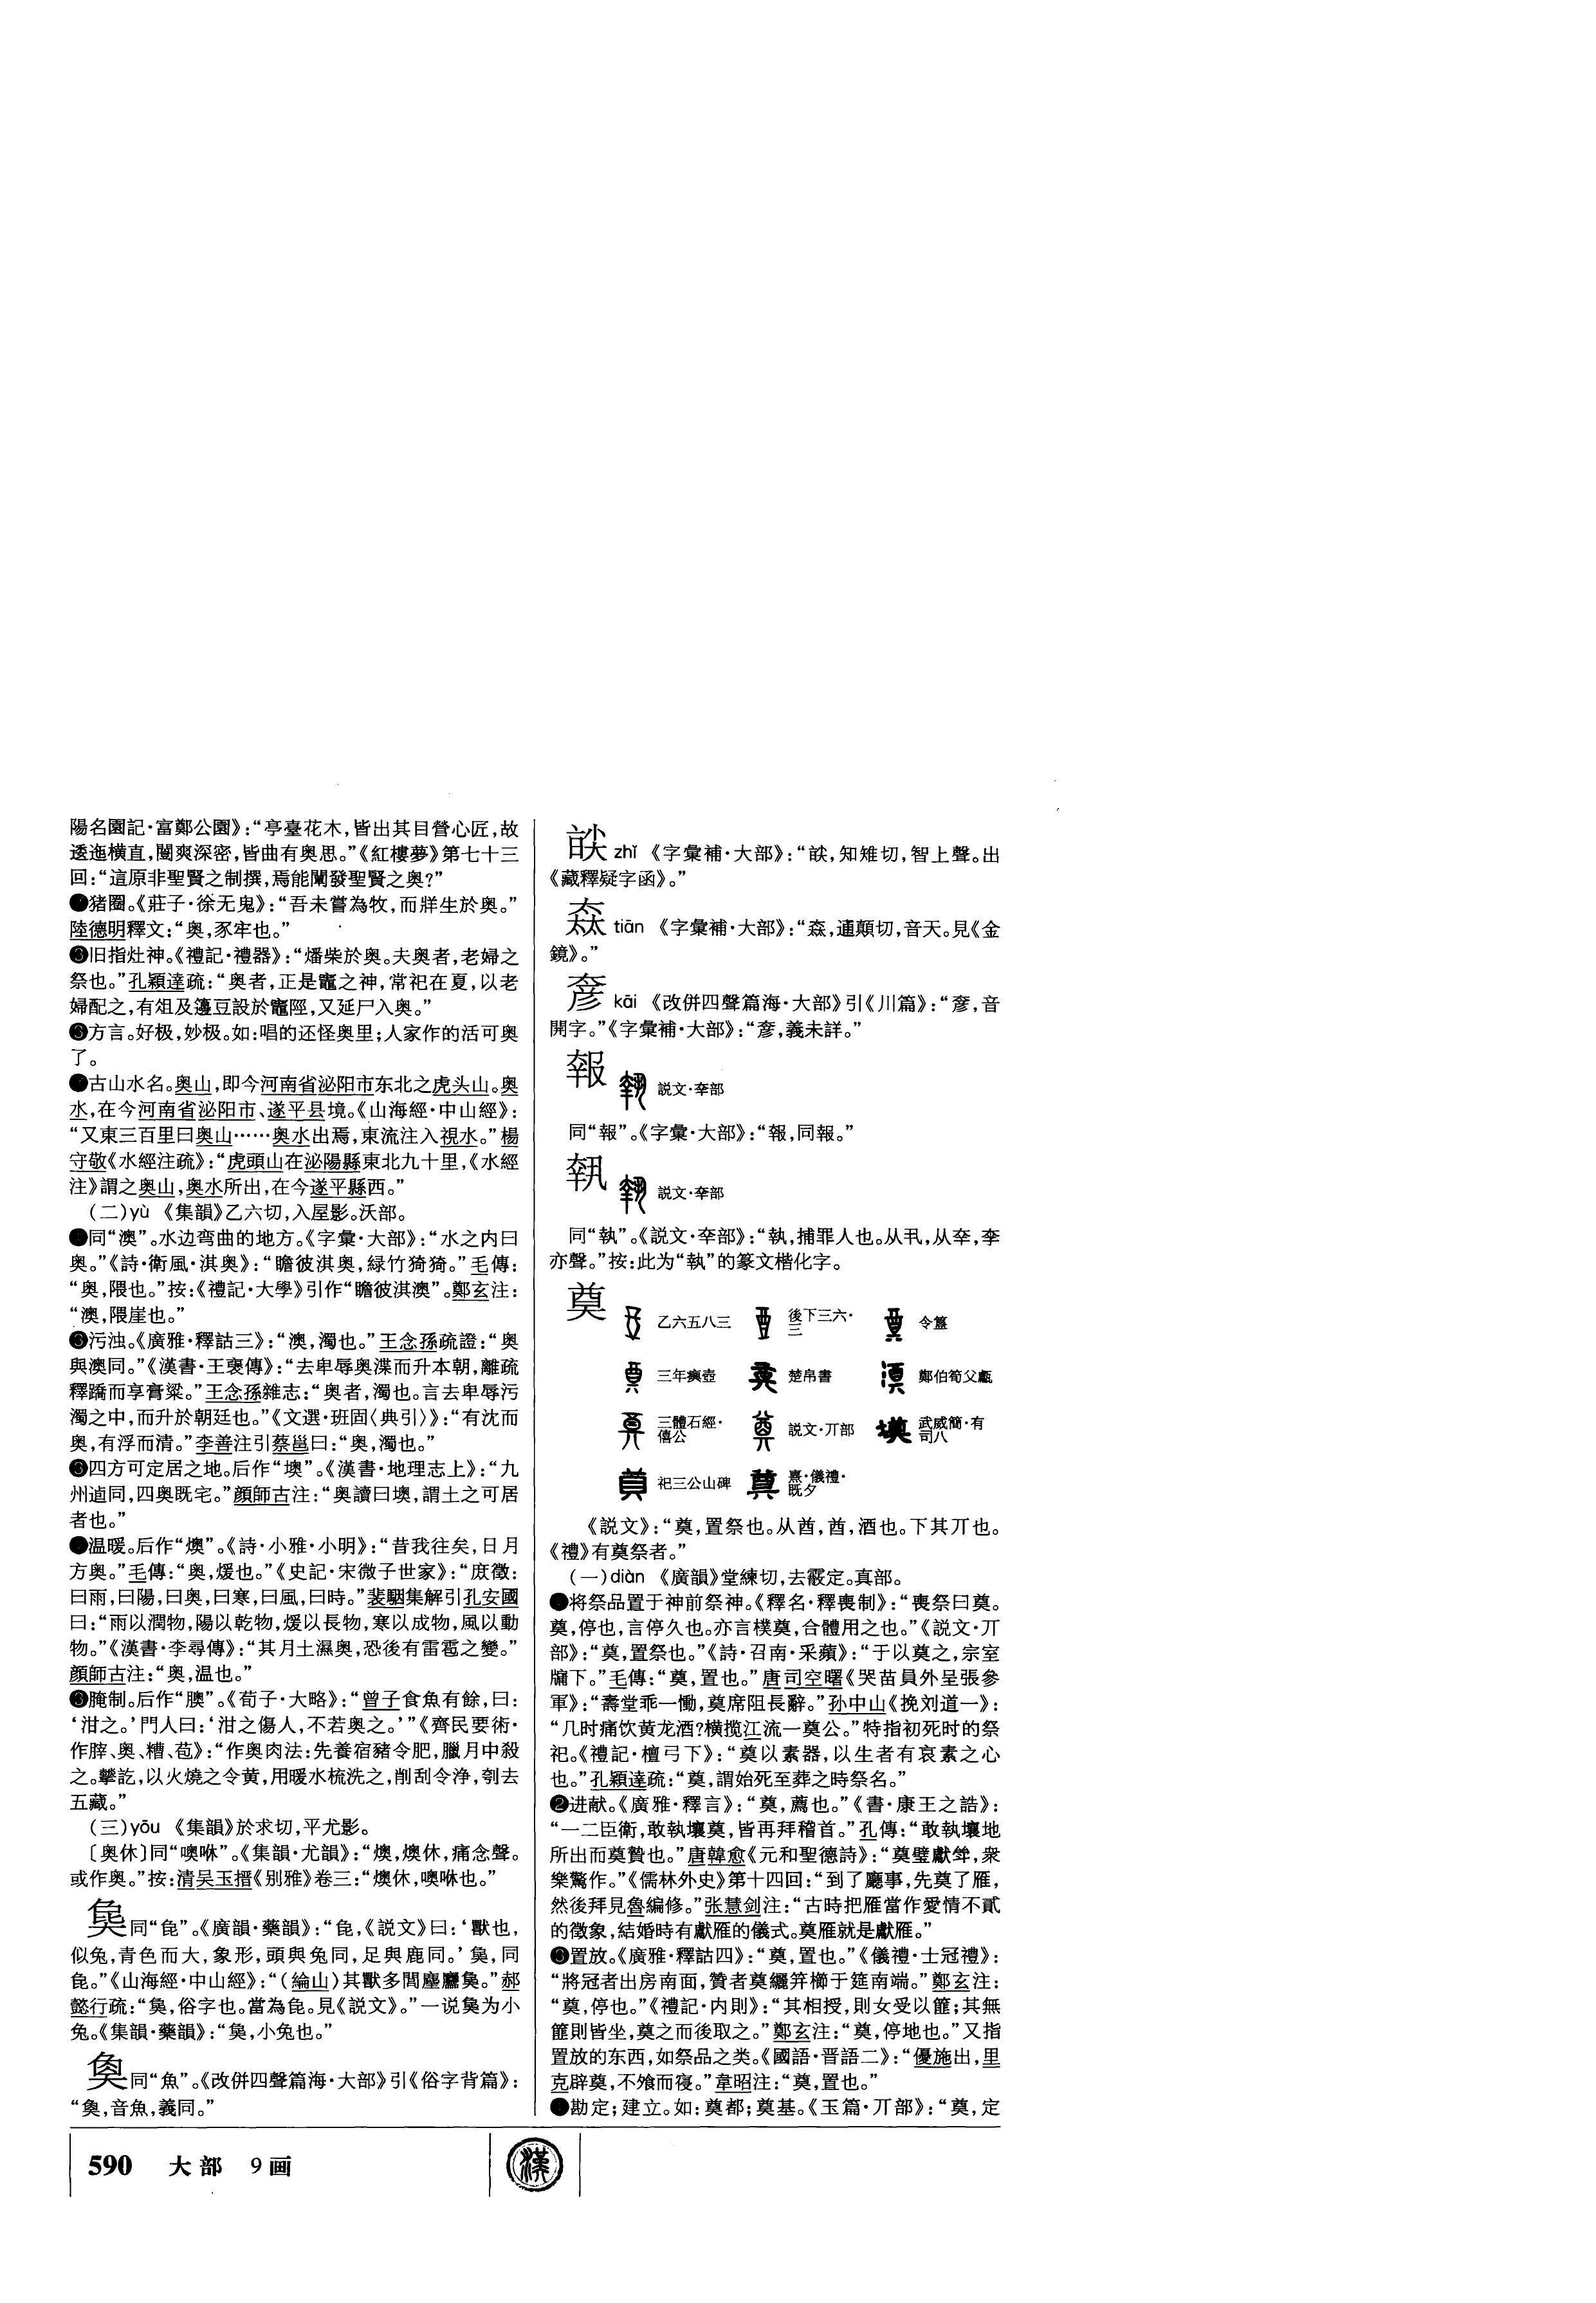 陽名園記·富鄭公園》：“亭臺花木，皆出其目營心匠，故
逶迤横直，闓爽深密，皆曲有奥思。”《紅樓夢》第七十三
回：“這原非聖賢之制撰，焉能闡發聖賢之奥？”
猪圈。《莊子·徐无鬼》：“吾未嘗為牧，而牂生於奥。”
陸德明釋文：“奥，豕牢也。”
旧指灶神。《禮記·禮器》：“燔柴於奥。夫奥者，老婦之
祭也。”孔穎達疏：“奥者，正是竈之神，常祀在夏，以老
婦配之，有俎及籩豆設於竈陘，又延尸入奥。”
方言。好极，妙极。如：唱的还怪奥里；人家作的活可奥
了。
古山水名。奥山，即今河南省泌阳市东北之虎头山。奥
水，在今河南省泌阳市、遂平县境。《山海經·中山經》：
“又東三百里曰奥山……奥水出焉，東流注入視水。”楊
守敬《水經注疏》：“虎頭山在泌陽縣東北九十里，《水經
注》謂之奥山，奥水所出，在今遂平縣西。”
（二）yù 《集韻》乙六切，入屋影。沃部。
同“澳”。水边弯曲的地方。《字彙·大部》：“水之内曰
奥。”《詩·衛風·淇奥》：“瞻彼淇奥，緑竹猗猗。”毛傳：
“奥，隈也。”按：《禮記·大學》引作“瞻彼淇澳”。鄭玄注：
“澳，隈崖也。”
污浊。《廣雅·釋詁三》：“澳，濁也。”王念孫疏證：“奥
與澳同。”《漢書·王褒傳》：“去卑辱奥渫而升本朝，離疏
釋蹻而享膏粱。”王念孫雜志：“奥者，濁也。言去卑辱污
濁之中，而升於朝廷也。”《文選·班固〈典引〉》：“有沈而
奥，有浮而清。”李善注引蔡邕曰：“奥，濁也。”
四方可定居之地。后作“墺”。《漢書·地理志上》：“九
州逌同，四奥既宅。”顔師古注：“奥讀曰墺，謂土之可居
者也。”
温暖。后作“燠”。《詩·小雅·小明》：“昔我往矣，日月
方奥。”毛傳：“奥，煖也。”《史記·宋微子世家》：“庶徵：
曰雨，曰陽，曰奥，曰寒，曰風，曰時。”裴駰集解引孔安國
曰：“雨以潤物，陽以乾物，煖以長物，寒以成物，風以動
物。”《漢書·李尋傳》：“其月土濕奥，恐後有雷雹之變。”
顔師古注：“奥，温也。”
腌制。后作“腴”。《荀子·大略》：“曾子食魚有餘，曰：
‘泔之。’門人曰：‘泔之傷人，不若奥之。’”《齊民要術·
作脺、奥、糟、苞》：“作奥肉法：先養宿豬令肥，臘月中殺
之。擊訖，以火燒之令黄，用暖水梳洗之，削刮令净，刳去
五藏。”
（三）yōu 《集韻》於求切，平尤影。
〔奥休〕同“噢咻”。《集韻·尤韻》：“燠，燠休，痛念聲。
或作奥。”按：清吴玉搢《别雅》卷三：“燠休，噢咻也。”
㚟同“㲋”。《廣韻·藥韻》：“㲋，《説文》曰：‘獸也，
似兔，青色而大，象形，頭與兔同，足與鹿同。’㚟，同
㲋。”《山海經·中山經》：“（綸山）其獸多閭麈麢㚟。”郝
懿行疏：“㚟，俗字也。當為㲋。見《説文》。”一说㚟为小
兔。《集韻·藥韻》：“㚟，小兔也。”
同“魚”。《改併四聲篇海·大部》引《俗字背篇》：
“，音魚，義同。”
zhǐ 《字彙補·大部》：“，知雉切，智上聲。出
《藏釋疑字函》。”
tiān 《字彙補·大部》：“，通顛切，音天。見《金
鏡》。”
kāi 《改併四聲篇海·大部》引《川篇》：“，音
開字。”《字彙補·大部》：“，義未詳。”
説文·㚔部
同“報”。《字彙·大部》：“，同報。”
説文·㚔部
同“執”。《説文·㚔部》：“執，捕罪人也。从丮，从㚔，㚔
亦聲。”按：此为“執”的篆文楷化字。
奠 乙六五八三 後下三六·三 令簋
三年𤼈壺 楚帛書 鄭伯筍父甗
三體石經·僖公 説文·丌部 武威簡·有司八
祀三公山碑 熹·儀禮·既夕
《説文》：“奠，置祭也。从酋，酋，酒也。下其丌也。
《禮》有奠祭者。”
（一）diàn 《廣韻》堂練切，去霰定。真部。
将祭品置于神前祭神。《釋名·釋喪制》：“喪祭曰奠。
奠，停也，言停久也。亦言樸奠，合體用之也。”《説文·丌
部》：“奠，置祭也。”《詩·召南·采蘋》：“于以奠之，宗室
牖下。”毛傳：“奠，置也。”唐司空曙《哭苗員外呈張參
軍》：“壽堂乖一慟，奠席阻長辭。”孙中山《挽刘道一》：
“几时痛饮黄龙酒？横揽江流一奠公。”特指初死时的祭
祀。《禮記·檀弓下》：“奠以素器，以生者有哀素之心
也。”孔穎達疏：“奠，謂始死至葬之時祭名。”
❷进献。《廣雅·釋言》：“奠，薦也。”《書·康王之誥》：
“一二臣衛，敢執壤奠，皆再拜稽首。”孔傳：“敢執壤地
所出而奠贄也。”唐韓愈《元和聖德詩》：“奠璧獻斝，衆
樂驚作。”《儒林外史》第十四回：“到了廳事，先奠了雁，
然後拜見魯編修。”张慧剑注：“古時把雁當作愛情不貳
的徵象，結婚時有獻雁的儀式。奠雁就是獻雁。”
❸置放。《廣雅·釋詁四》：“奠，置也。”《儀禮·士冠禮》：
“將冠者出房南面，贊者奠纚笄櫛于筵南端。”鄭玄注：
“奠，停也。”《禮記·内則》：“其相授，則女受以篚；其無
篚則皆坐，奠之而後取之。”鄭玄注：“奠，停地也。”又指
置放的东西，如祭品之类。《國語·晋語二》：“優施出，里
克辟奠，不飧而寢。”韋昭注：“奠，置也。”
勘定；建立。如：奠都；奠基。《玉篇·丌部》：“奠，定
590 大部 9画
漢